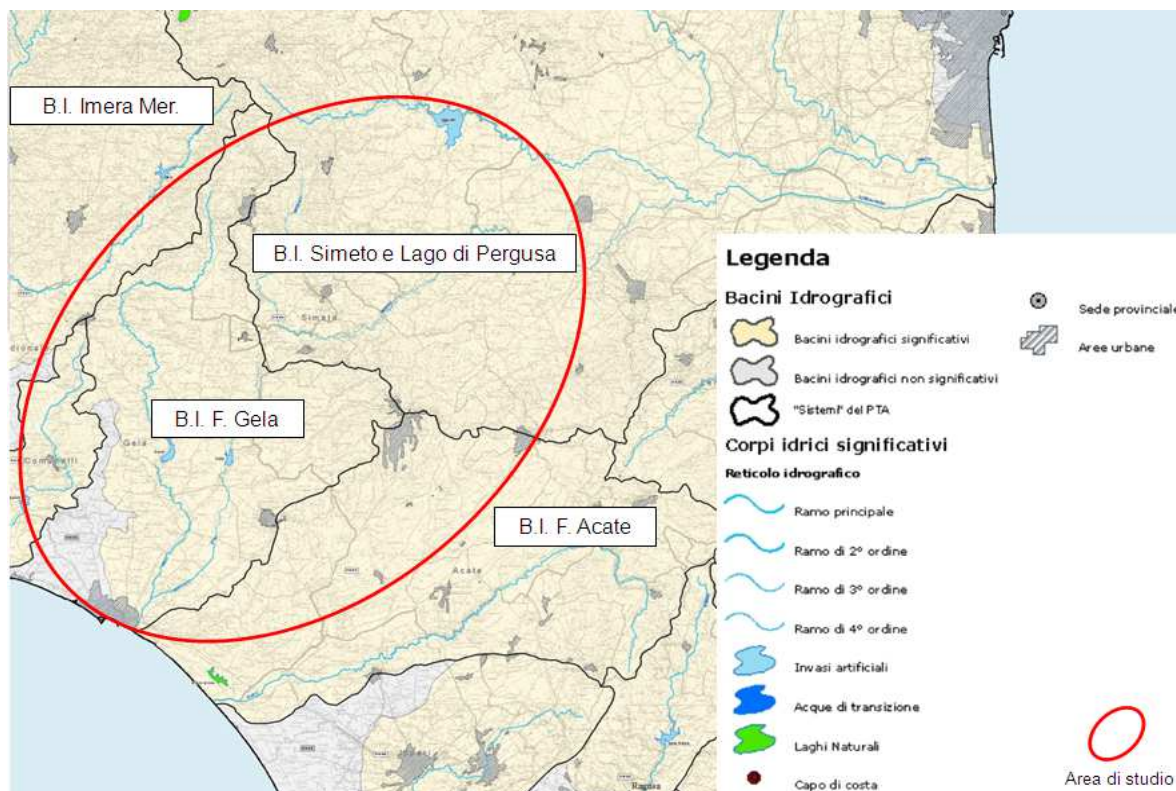 B.I. Imera Mer.
B.I. Simeto e Lago di Pergusa
Simeto
B.I. F. Gela
Gela
Comunelli
B.I. F. Acate
Acate
Ragusa
Legenda
Bacini Idrografici
Bacini idrografici significativi
Bacini idrografici non significativi
"Sistemi" del PTA
Corpi idrici significativi
Reticolo idrografico
Ramo principale
Ramo di 2° ordine
Ramo di 3° ordine
Ramo di 4° ordine
Invasi artificiali
Acque di transizione
Laghi Naturali
Capo di costa
Sede provinciale
Aree urbane
Area di studio